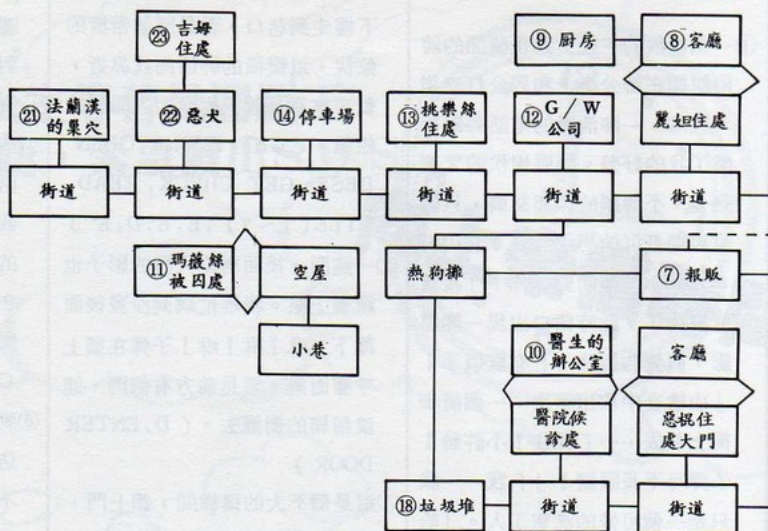 ㉓吉姆
住處
⑨厨房
⑧客廳
㉑法蘭漢
的巢穴
㉒惡犬
⑭停車場
⑬桃樂絲
住處
⑫G／W
公司
麗妲住處
街道
街道
街道
街道
街道
街道
⑪瑪薇絲
被囚處
空屋
熱狗攤
⑦報販
小巷
⑩醫生的
辦公室
客廳
醫院候
診處
惡棍住
處大門
⑱垃圾堆
街道
街道